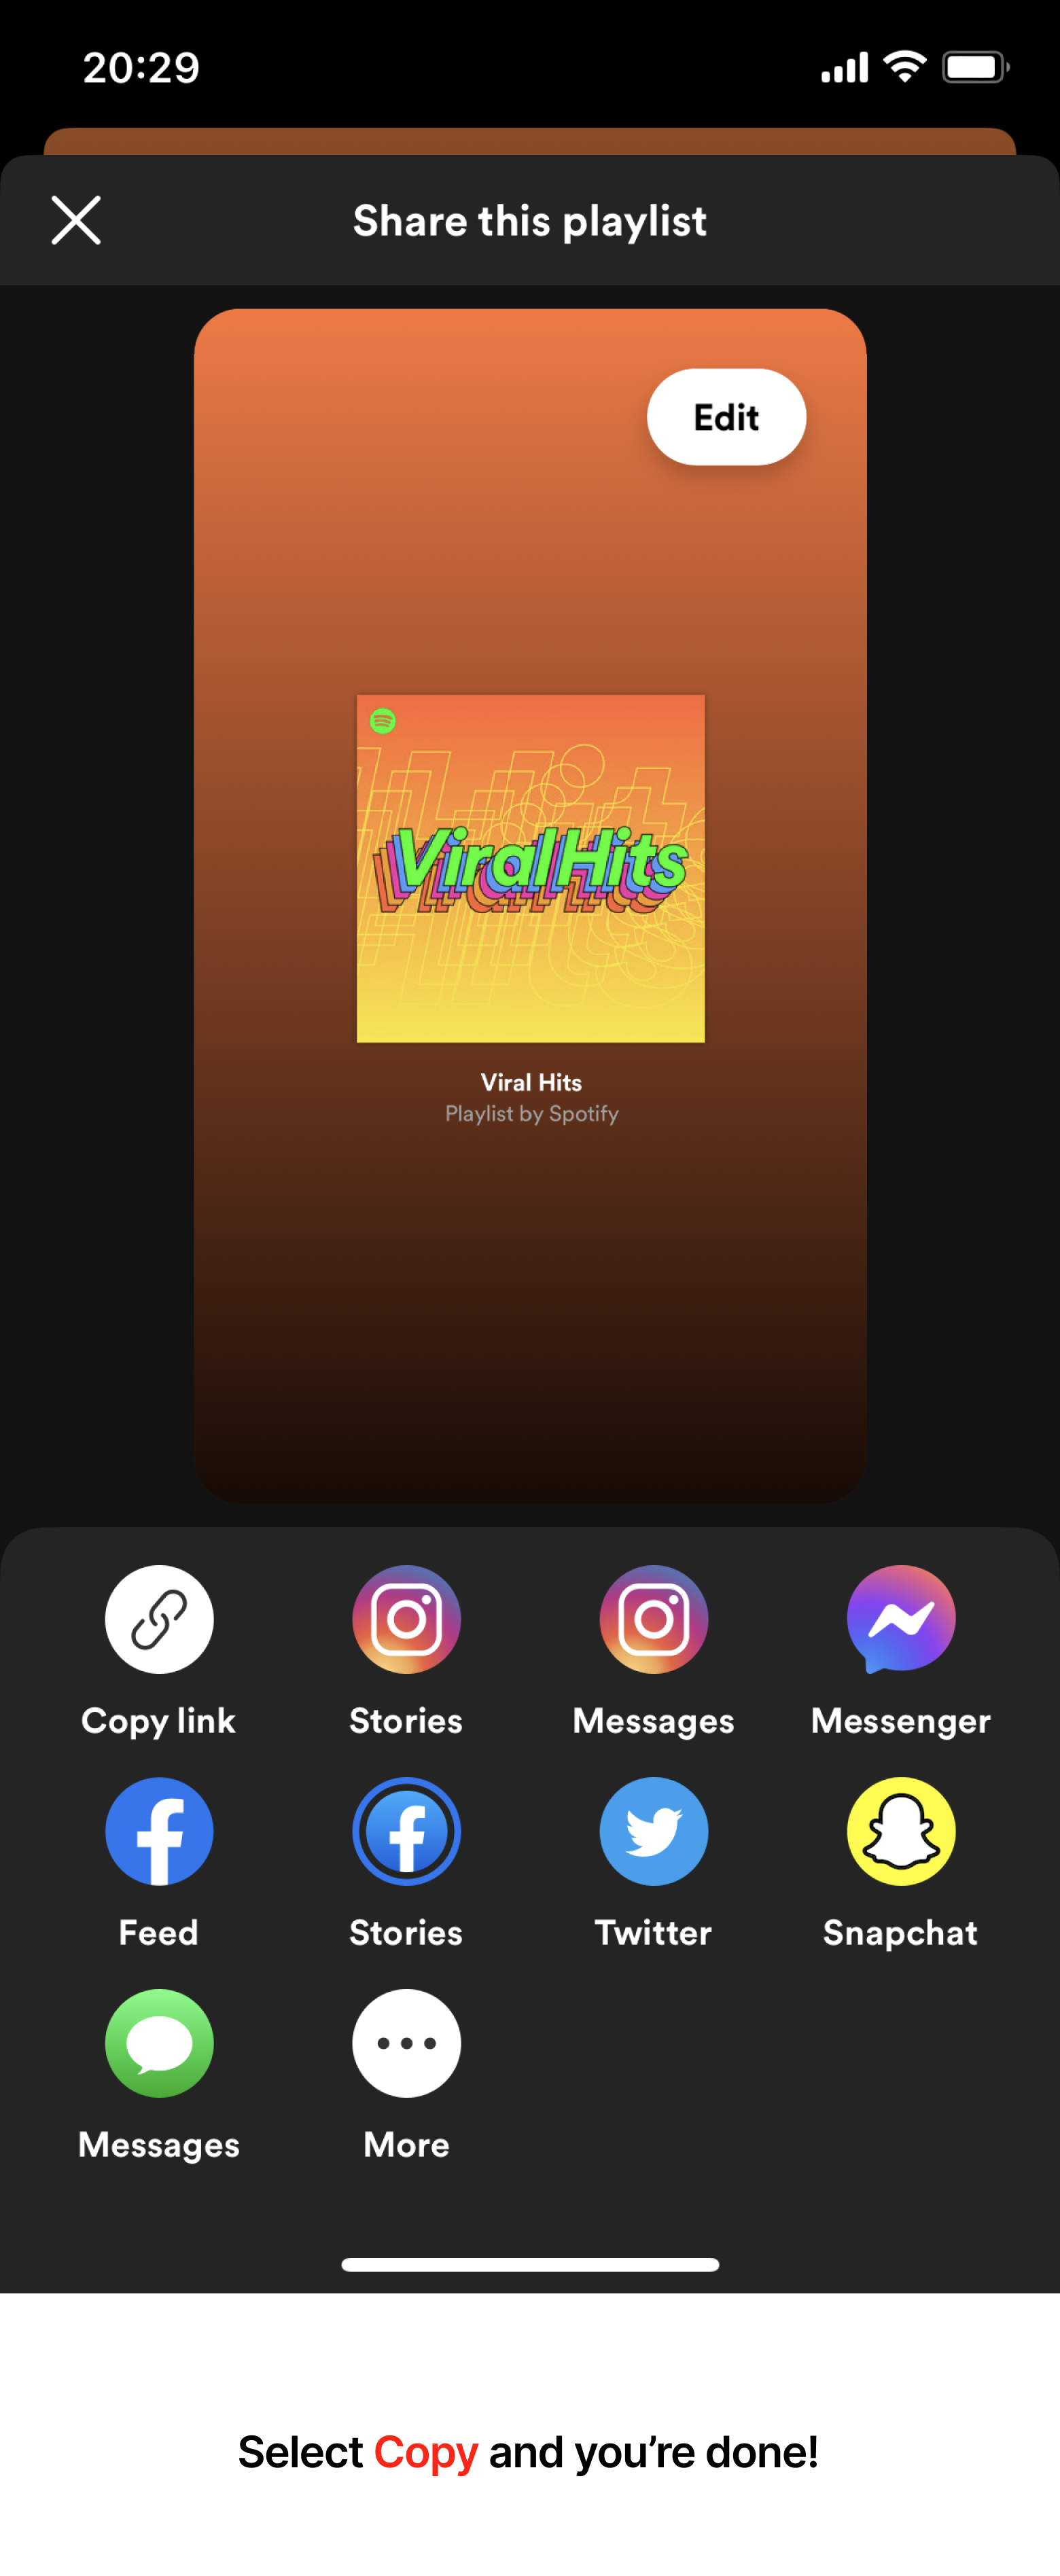 20:29
Share this playlist
Edit
Viral Hits
Viral Hits
Playlist by Spotify
Copy link
Stories
Messages
Messenger
Feed
Stories
Twitter
Snapchat
Messages
More
Select Copy and you’re done!